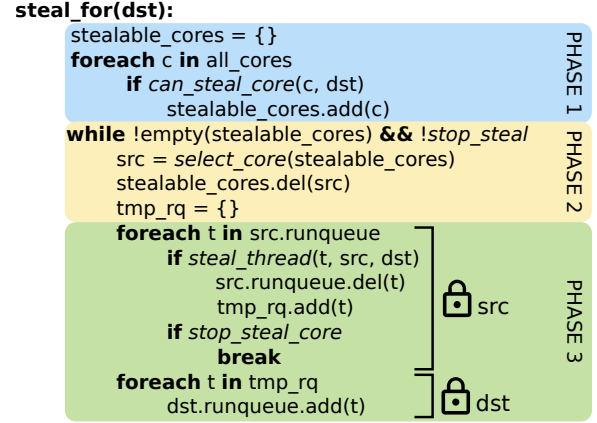 steal_for(dst):
stealable_cores = {}
foreach c in all_cores
if can_steal_core(c, dst)
stealable_cores.add(c)
PHASE 1
while !empty(stealable_cores) && !stop_steal
src = select_core(stealable_cores)
stealable_cores.del(src)
tmp_rq = {}
PHASE 2
foreach t in src.runqueue
if steal_thread(t, src, dst)
src.runqueue.del(t)
tmp_rq.add(t)
if stop_steal_core
break
src
foreach t in tmp_rq
dst.runqueue.add(t)
dst
PHASE 3